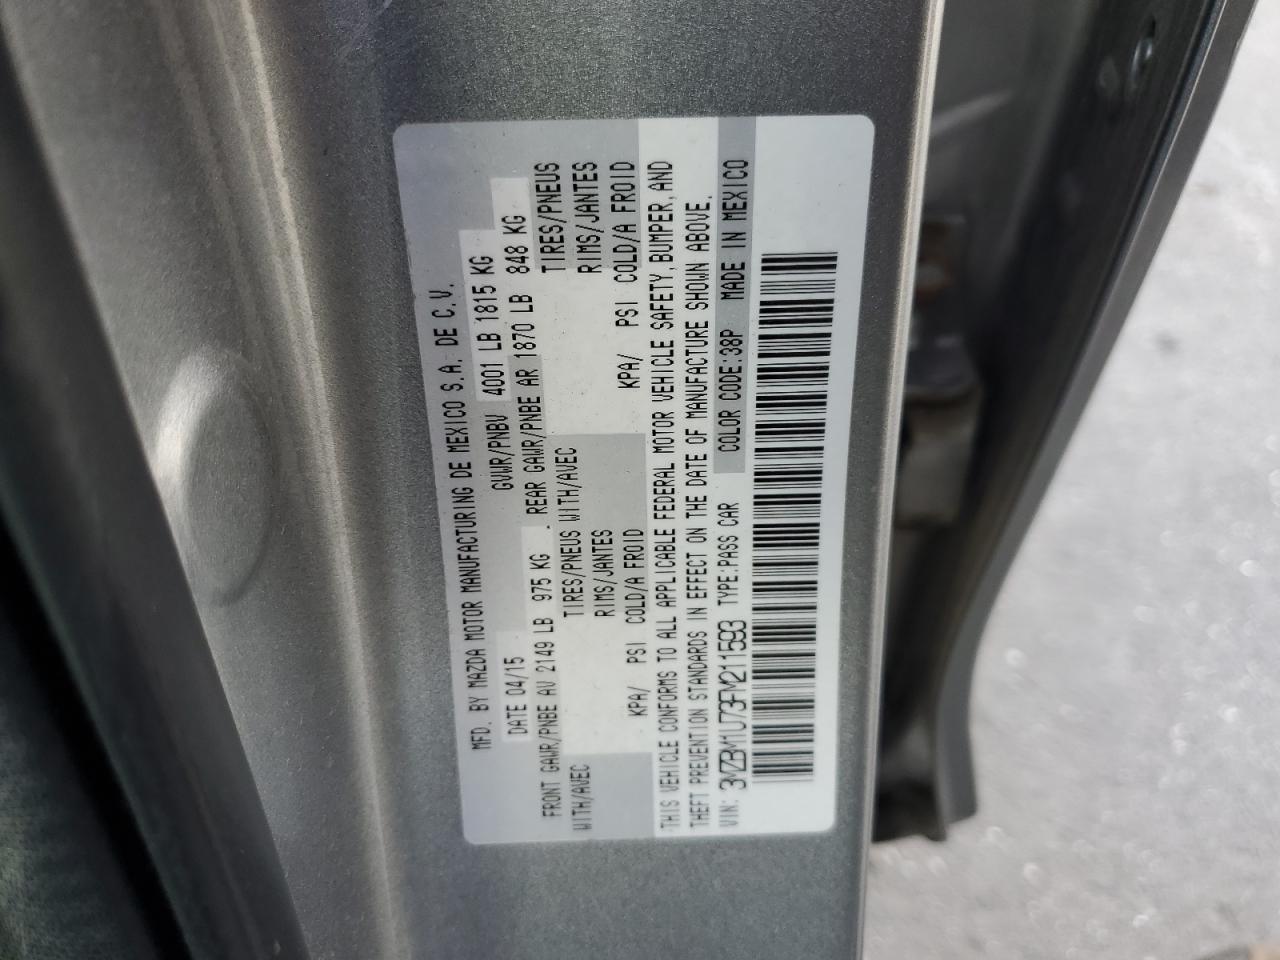 MFD. BY MAZDA MOTOR MANUFACTURING DE MEXICO S.A. DE C.V.
DATE 04/15 GVWR/PNBV 4001 LB 1815 KG
FRONT GAWR/PNBE AV 2149 LB 975 KG . REAR GAWR/PNBE AR 1870 LB 848 KG
WITH/AVEC TIRES/PNEUS WITH/AVEC TIRES/PNEUS
RIMS/JANTES RIMS/JANTES
KPA/ PSI COLD/A FROID KPA/ PSI COLD/A FROID
THIS VEHICLE CONFORMS TO ALL APPLICABLE FEDERAL MOTOR VEHICLE SAFETY, BUMPER, AND
THEFT PREVENTION STANDARDS IN EFFECT ON THE DATE OF MANUFACTURE SHOWN ABOVE.
VIN: 3MZBM1U73FM211593 TYPE:PASS CAR COLOR CODE:38P MADE IN MEXICO